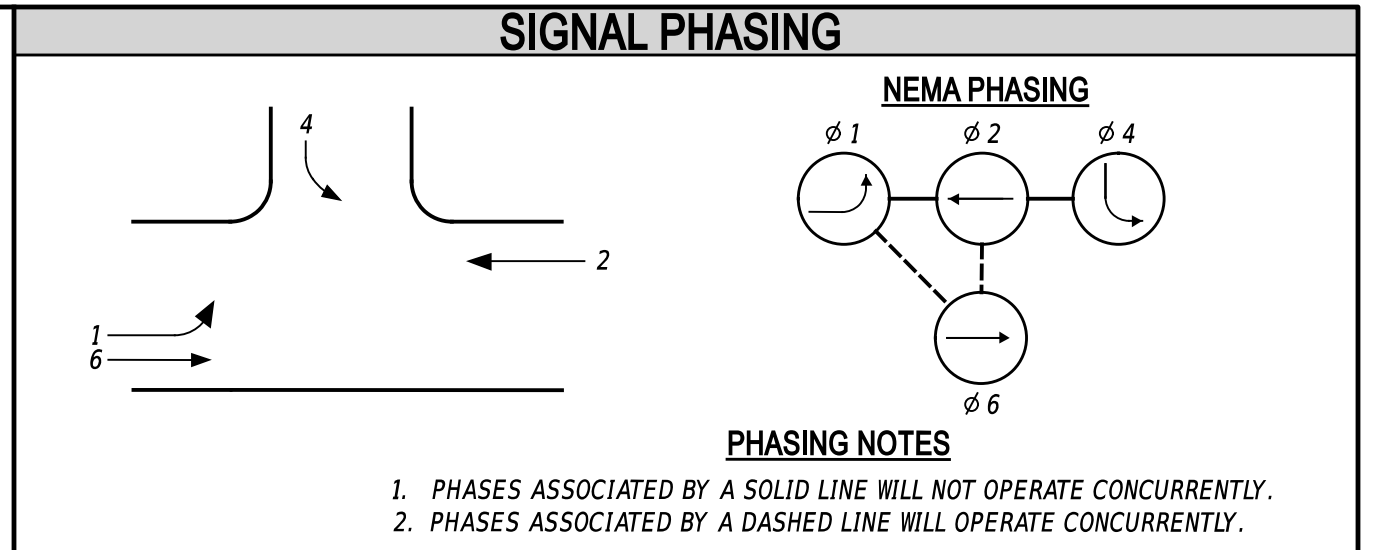 SIGNAL PHASING
4
2
1
6
NEMA PHASING
ϕ 1
ϕ 2
ϕ 4
ϕ 6
PHASING NOTES
1. PHASES ASSOCIATED BY A SOLID LINE WILL NOT OPERATE CONCURRENTLY.
2. PHASES ASSOCIATED BY A DASHED LINE WILL OPERATE CONCURRENTLY.